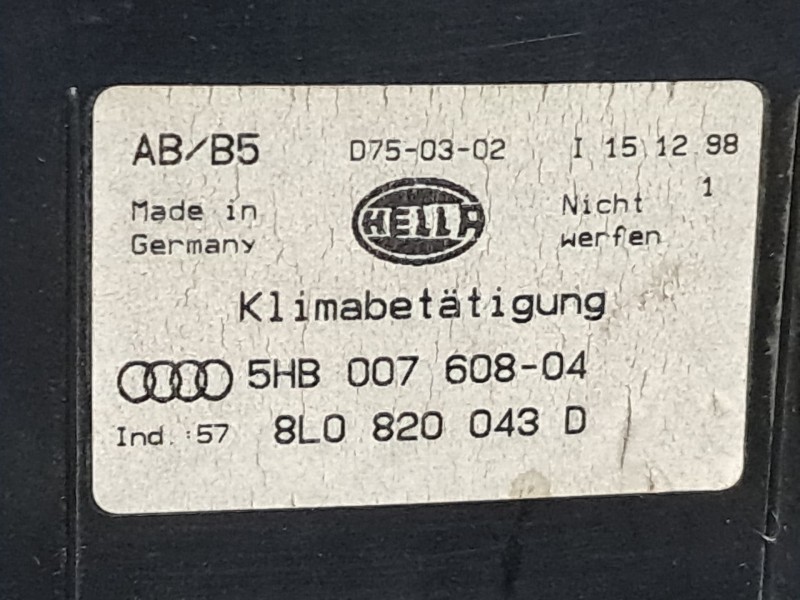 AB/B5 D75-03-02 I 15 12 98
1
Made in Germany HELLA Nicht werfen
Klimabetätigung
5HB 007 608-04
Ind.:57 8L0 820 043 D